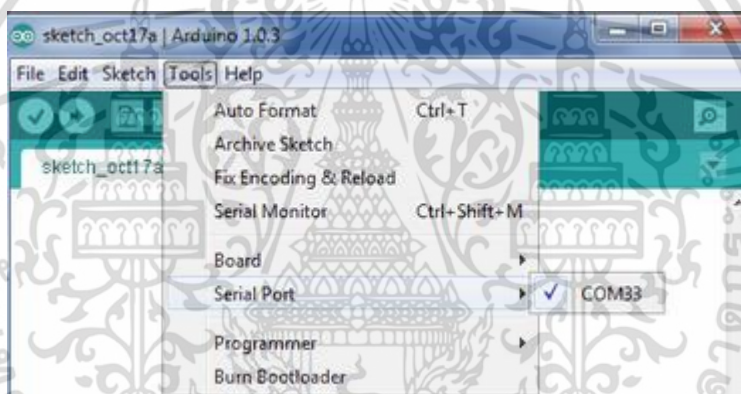 sketch_oct17a | Arduino 1.0.3
File Edit Sketch Tools Help
Auto Format Ctrl+T
Archive Sketch
sketch_oct17a
Fix Encoding & Reload
Serial Monitor Ctrl+Shift+M
Board
Serial Port COM33
Programmer
Burn Bootloader